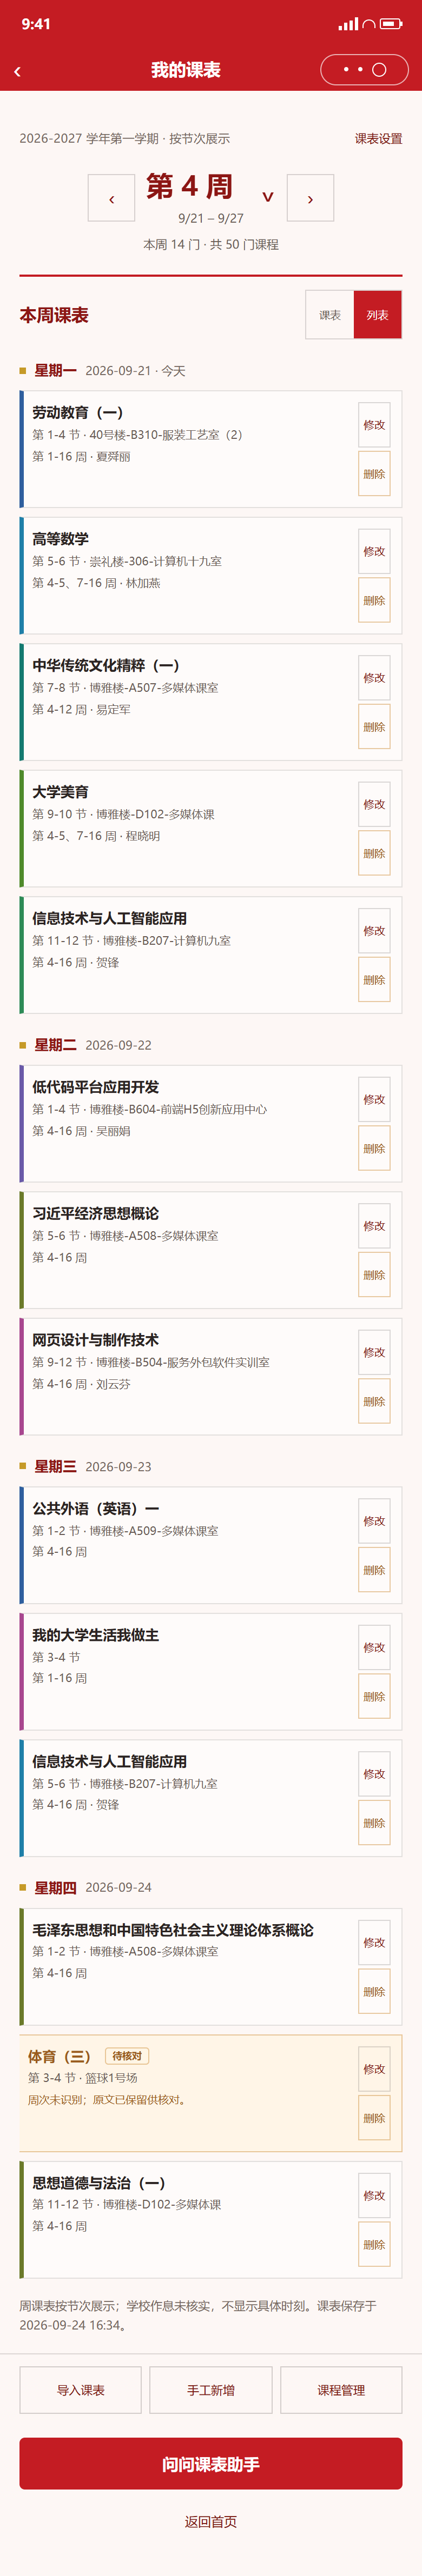 9:41
‹ 我的课表
2026-2027 学年第一学期 · 按节次展示 课表设置
‹ 第 4 周 ˅ ›
9/21 – 9/27
本周 14 门 · 共 50 门课程
本周课表 课表 列表
星期一 2026-09-21 · 今天
劳动教育（一） 修改
第 1-4 节 · 40号楼-B310-服装工艺室（2）
第 1-16 周 · 夏舜丽 删除
高等数学 修改
第 5-6 节 · 崇礼楼-306-计算机十九室
第 4-5、7-16 周 · 林加燕 删除
中华传统文化精粹（一） 修改
第 7-8 节 · 博雅楼-A507-多媒体课室
第 4-12 周 · 易定军 删除
大学美育 修改
第 9-10 节 · 博雅楼-D102-多媒体课
第 4-5、7-16 周 · 程晓明 删除
信息技术与人工智能应用 修改
第 11-12 节 · 博雅楼-B207-计算机九室
第 4-16 周 · 贺锋 删除
星期二 2026-09-22
低代码平台应用开发 修改
第 1-4 节 · 博雅楼-B604-前端H5创新应用中心
第 4-16 周 · 吴丽娟 删除
习近平经济思想概论 修改
第 5-6 节 · 博雅楼-A508-多媒体课室
第 4-16 周 删除
网页设计与制作技术 修改
第 9-12 节 · 博雅楼-B504-服务外包软件实训室
第 4-16 周 · 刘云芬 删除
星期三 2026-09-23
公共外语（英语）一 修改
第 1-2 节 · 博雅楼-A509-多媒体课室
第 4-16 周 删除
我的大学生活我做主 修改
第 3-4 节
第 1-16 周 删除
信息技术与人工智能应用 修改
第 5-6 节 · 博雅楼-B207-计算机九室
第 4-16 周 · 贺锋 删除
星期四 2026-09-24
毛泽东思想和中国特色社会主义理论体系概论 修改
第 1-2 节 · 博雅楼-A508-多媒体课室
第 4-16 周 删除
体育（三） 待核对 修改
第 3-4 节 · 篮球1号场
周次未识别；原文已保留供核对。 删除
思想道德与法治（一） 修改
第 11-12 节 · 博雅楼-D102-多媒体课
第 4-16 周 删除
周课表按节次展示；学校作息未核实，不显示具体时刻。课表保存于
2026-09-24 16:34。
导入课表 手工新增 课程管理
问问课表助手
返回首页